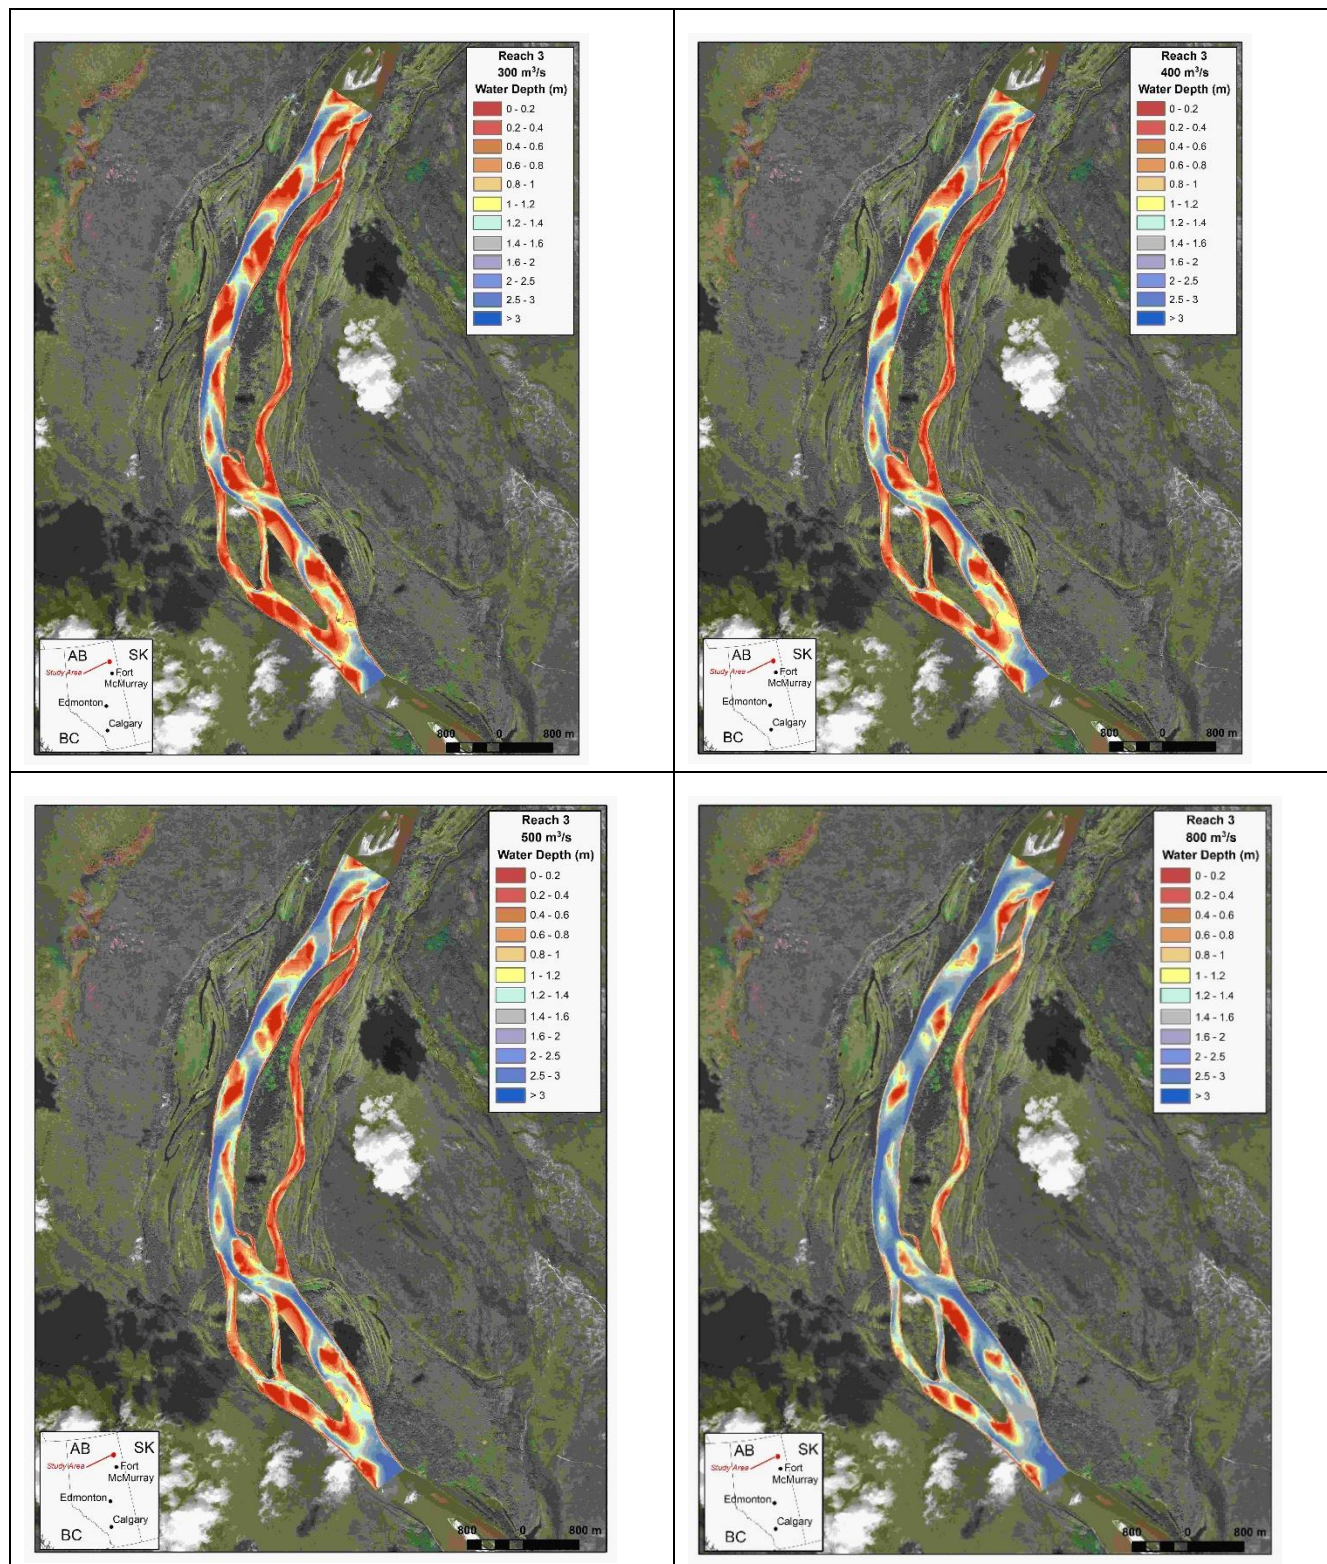 Reach 3
300 m³/s
Water Depth (m)
0 - 0.2
0.2 - 0.4
0.4 - 0.6
0.6 - 0.8
0.8 - 1
1 - 1.2
1.2 - 1.4
1.4 - 1.6
1.6 - 2
2 - 2.5
2.5 - 3
> 3
AB SK
Study Area
Fort
McMurray
Edmonton
Calgary
BC
800 0 800 m
Reach 3
400 m³/s
Water Depth (m)
0 - 0.2
0.2 - 0.4
0.4 - 0.6
0.6 - 0.8
0.8 - 1
1 - 1.2
1.2 - 1.4
1.4 - 1.6
1.6 - 2
2 - 2.5
2.5 - 3
> 3
AB SK
Study Area
Fort
McMurray
Edmonton
Calgary
BC
800 0 800 m
Reach 3
500 m³/s
Water Depth (m)
0 - 0.2
0.2 - 0.4
0.4 - 0.6
0.6 - 0.8
0.8 - 1
1 - 1.2
1.2 - 1.4
1.4 - 1.6
1.6 - 2
2 - 2.5
2.5 - 3
> 3
AB SK
Study Area
Fort
McMurray
Edmonton
Calgary
BC
800 0 800 m
Reach 3
800 m³/s
Water Depth (m)
0 - 0.2
0.2 - 0.4
0.4 - 0.6
0.6 - 0.8
0.8 - 1
1 - 1.2
1.2 - 1.4
1.4 - 1.6
1.6 - 2
2 - 2.5
2.5 - 3
> 3
AB SK
Study Area
Fort
McMurray
Edmonton
Calgary
BC
800 0 800 m